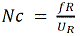 Nc = fR / UR